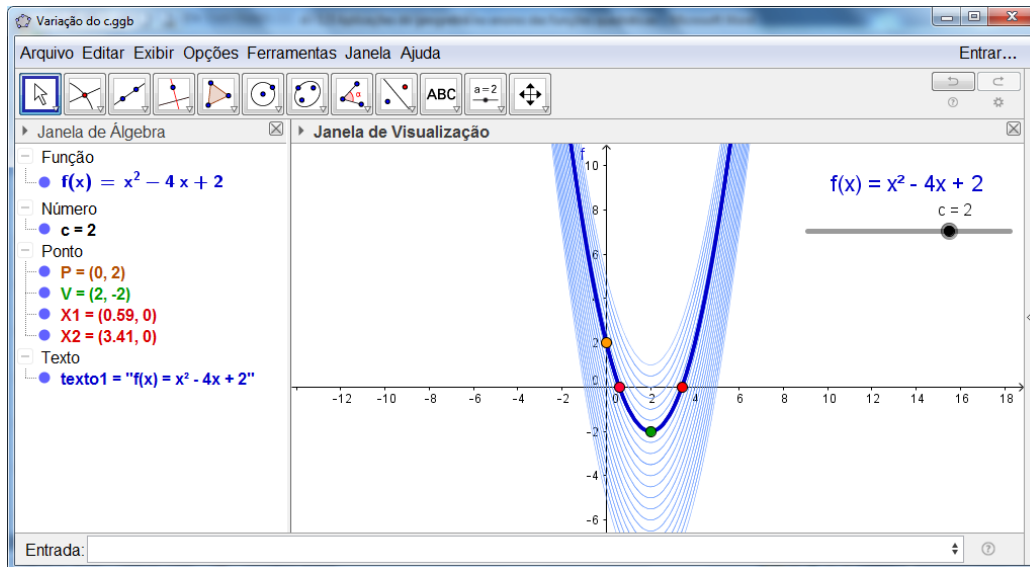 Variação do c.ggb
Arquivo Editar Exibir Opções Ferramentas Janela Ajuda Entrar...
ABC a = 2
Janela de Álgebra
Função
f(x) = x² − 4 x + 2
Número
c = 2
Ponto
P = (0, 2)
V = (2, -2)
X1 = (0.59, 0)
X2 = (3.41, 0)
Texto
texto1 = "f(x) = x² - 4x + 2"
Janela de Visualização
f
f(x) = x² - 4x + 2
c = 2
10
8
6
4
2
0
-2
-4
-6
-12 -10 -8 -6 -4 -2 0 2 4 6 8 10 12 14 16 18
Entrada: